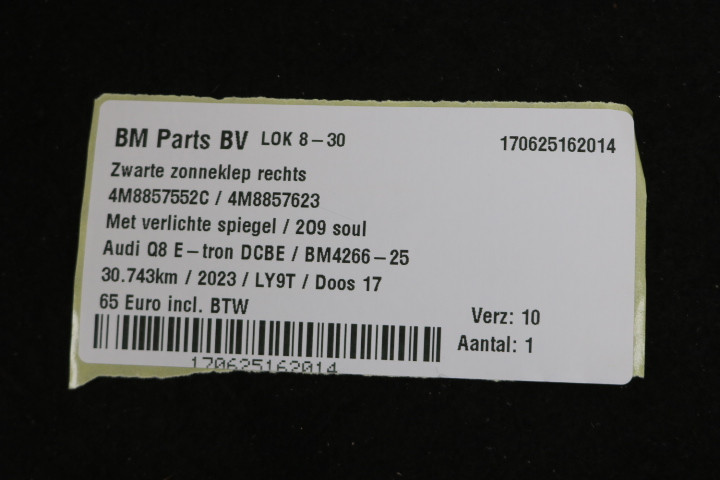 BM Parts BV LOK 8-30 170625162014
Zwarte zonneklep rechts
4M8857552C / 4M8857623
Met verlichte spiegel / 209 soul
Audi Q8 E-tron DCBE / BM4266-25
30.743km / 2023 / LY9T / Doos 17
65 Euro incl. BTW
Verz: 10
Aantal: 1
170625162014